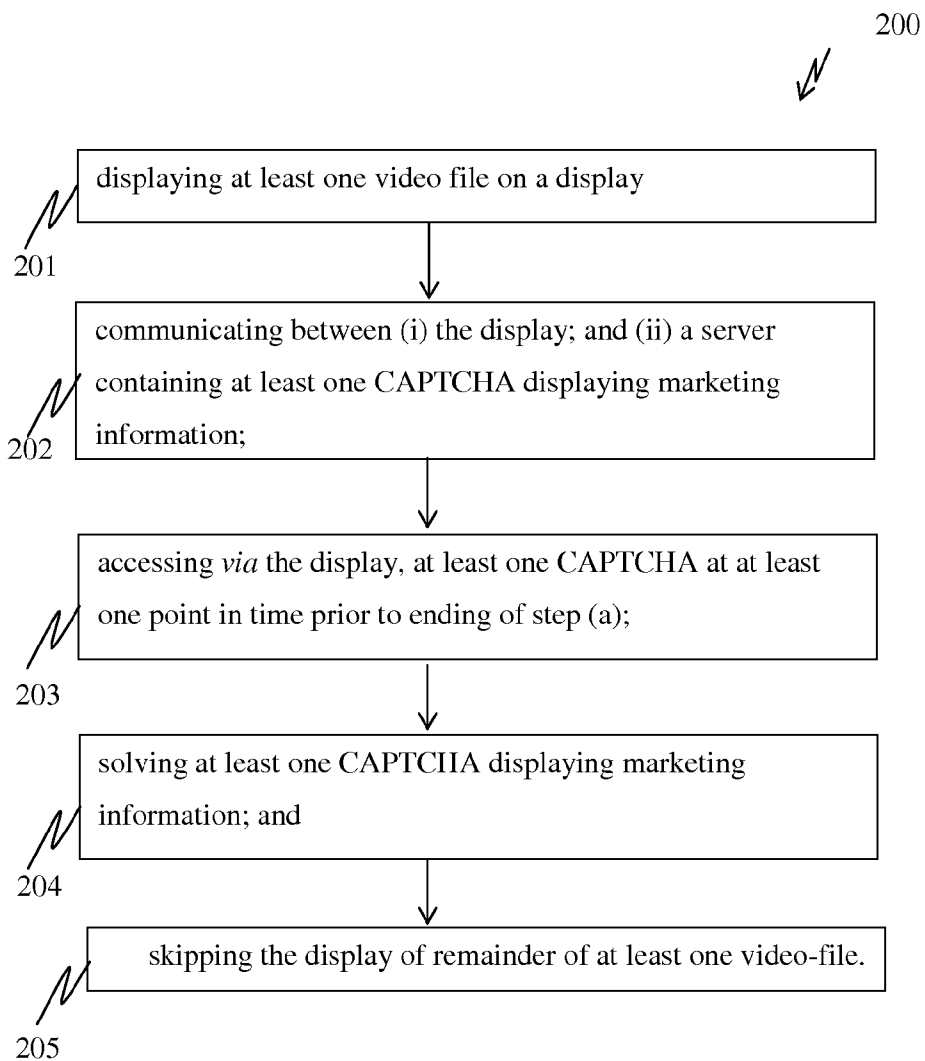 200
displaying at least one video file on a display
201
communicating between (i) the display; and (ii) a server
containing at least one CAPTCHA displaying marketing
information;
202
accessing via the display, at least one CAPTCHA at at least
one point in time prior to ending of step (a);
203
solving at least one CAPTCHA displaying marketing
information; and
204
skipping the display of remainder of at least one video-file.
205